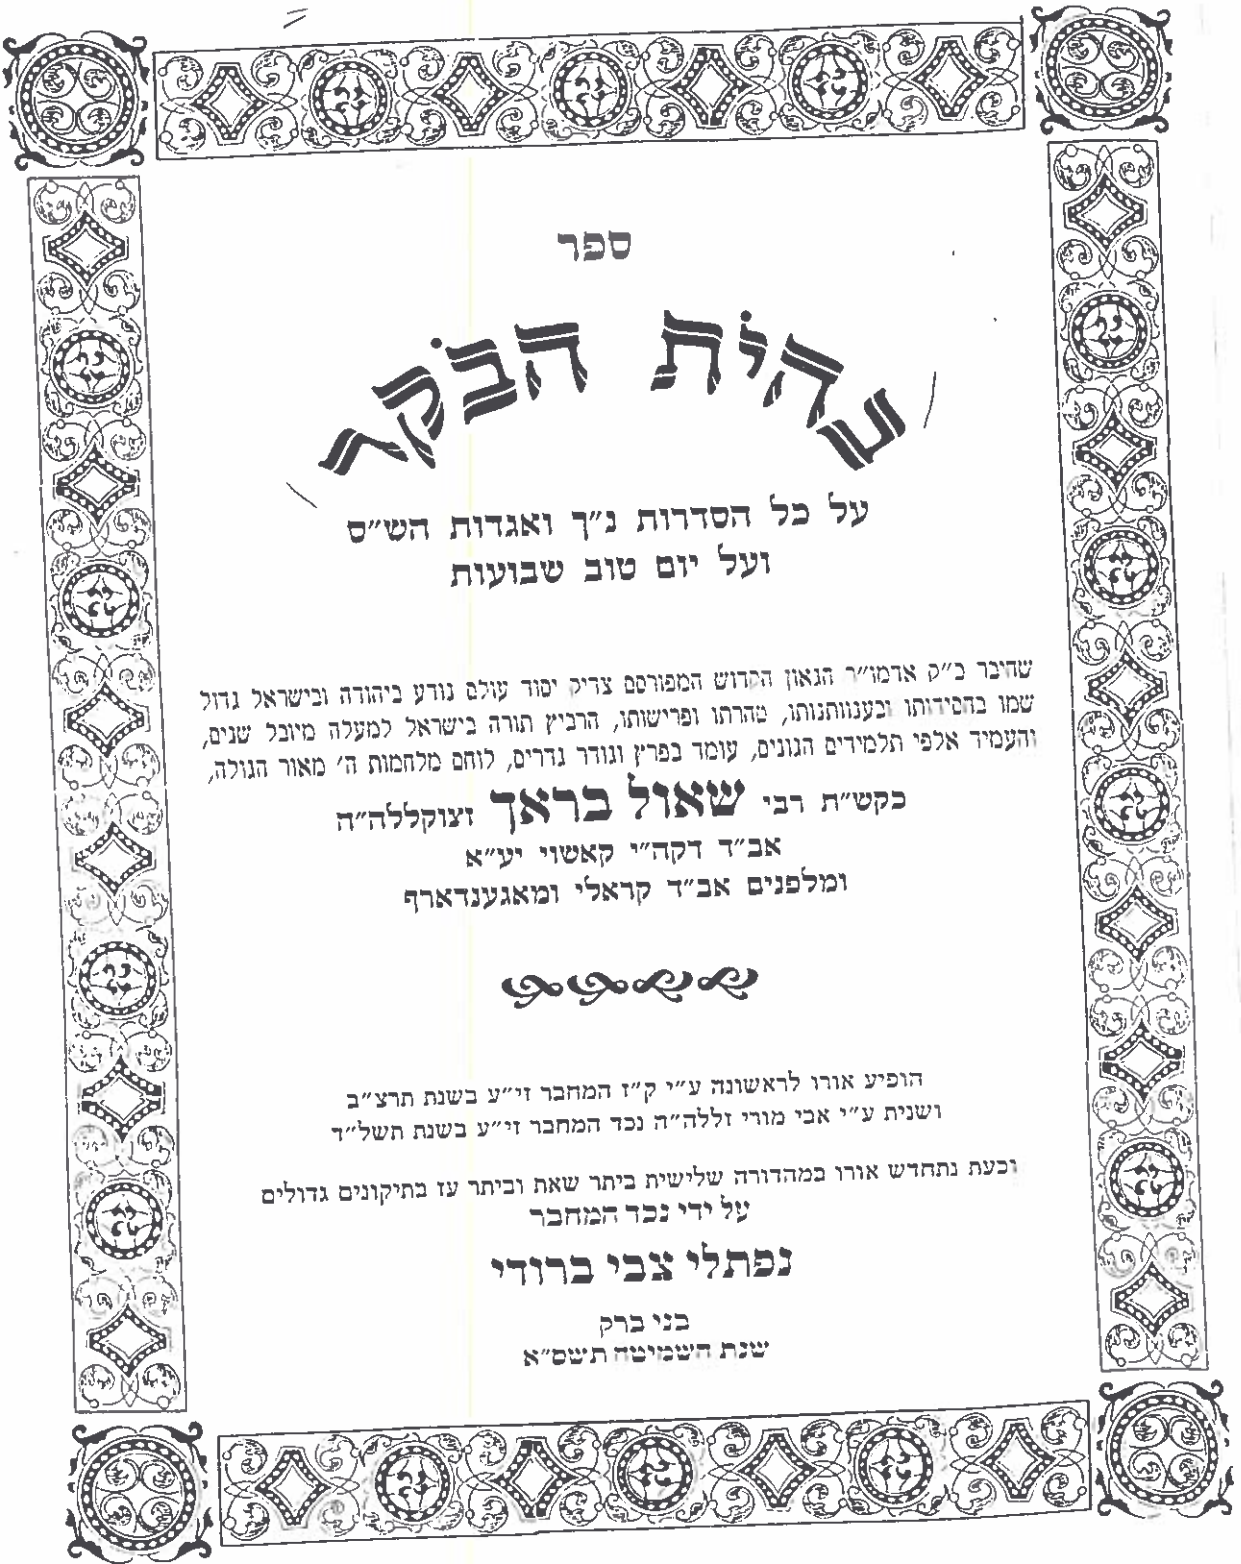 ספר
עהית הבקר
על כל הסדרות נ״ך ואגדות הש״ס
ועל יום טוב שבועות
שחיבר כ״ק אדמו״ר הגאון הקדוש המפורסם צדיק יסוד עולם נודע ביהודה ובישראל גדול
שמו בחסידותו ובענוותנותו, טהרתו ופרישותו, הרביץ תורה בישראל למעלה מיובל שנים,
והעמיד אלפי תלמידים הגונים, עומד בפרץ וגודר גדרים, לוחם מלחמות ה׳ מאור הגולה,
כקש״ת רבי שאול בראך זצוקללה״ה
אב״ד דקה״י קאשוי יע״א
ומלפנים אב״ד קראלי ומאגענדארף
הופיע אורו לראשונה ע״י ק״ז המחבר זי״ע בשנת תרצ״ב
ושנית ע״י אבי מורי זללה״ה נכד המחבר זי״ע בשנת תשל״ד
וכעת נתחדש אורו במהדורה שלישית ביתר שאת וביתר עז בתיקונים גדולים
על ידי נכד המחבר
נפתלי צבי ברודי
בני ברק
שנת השמיטה תשס״א